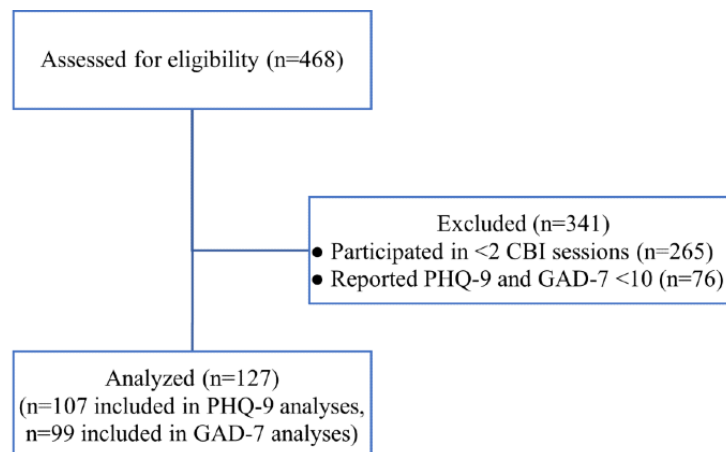 Assessed for eligibility (n=468)
Excluded (n=341)
● Participated in <2 CBI sessions (n=265)
● Reported PHQ-9 and GAD-7 <10 (n=76)
Analyzed (n=127)
(n=107 included in PHQ-9 analyses,
n=99 included in GAD-7 analyses)